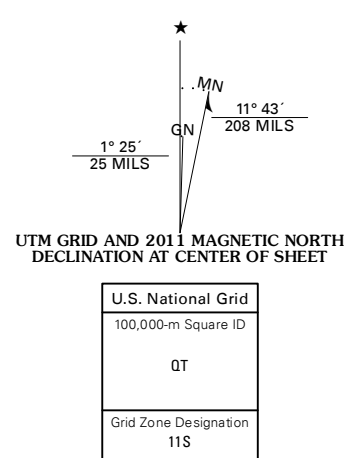 ★
MN
11° 43´
208 MILS
GN
1° 25´
25 MILS
UTM GRID AND 2011 MAGNETIC NORTH
DECLINATION AT CENTER OF SHEET
U.S. National Grid
100,000-m Square ID
QT
Grid Zone Designation
11S